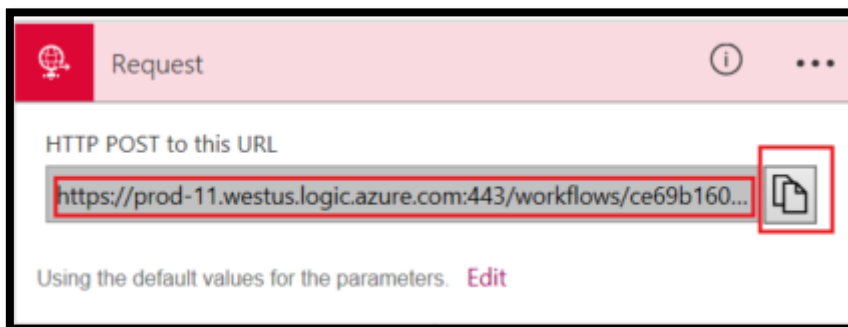 Request
HTTP POST to this URL
https://prod-11.westus.logic.azure.com:443/workflows/ce69b160...
Using the default values for the parameters. Edit